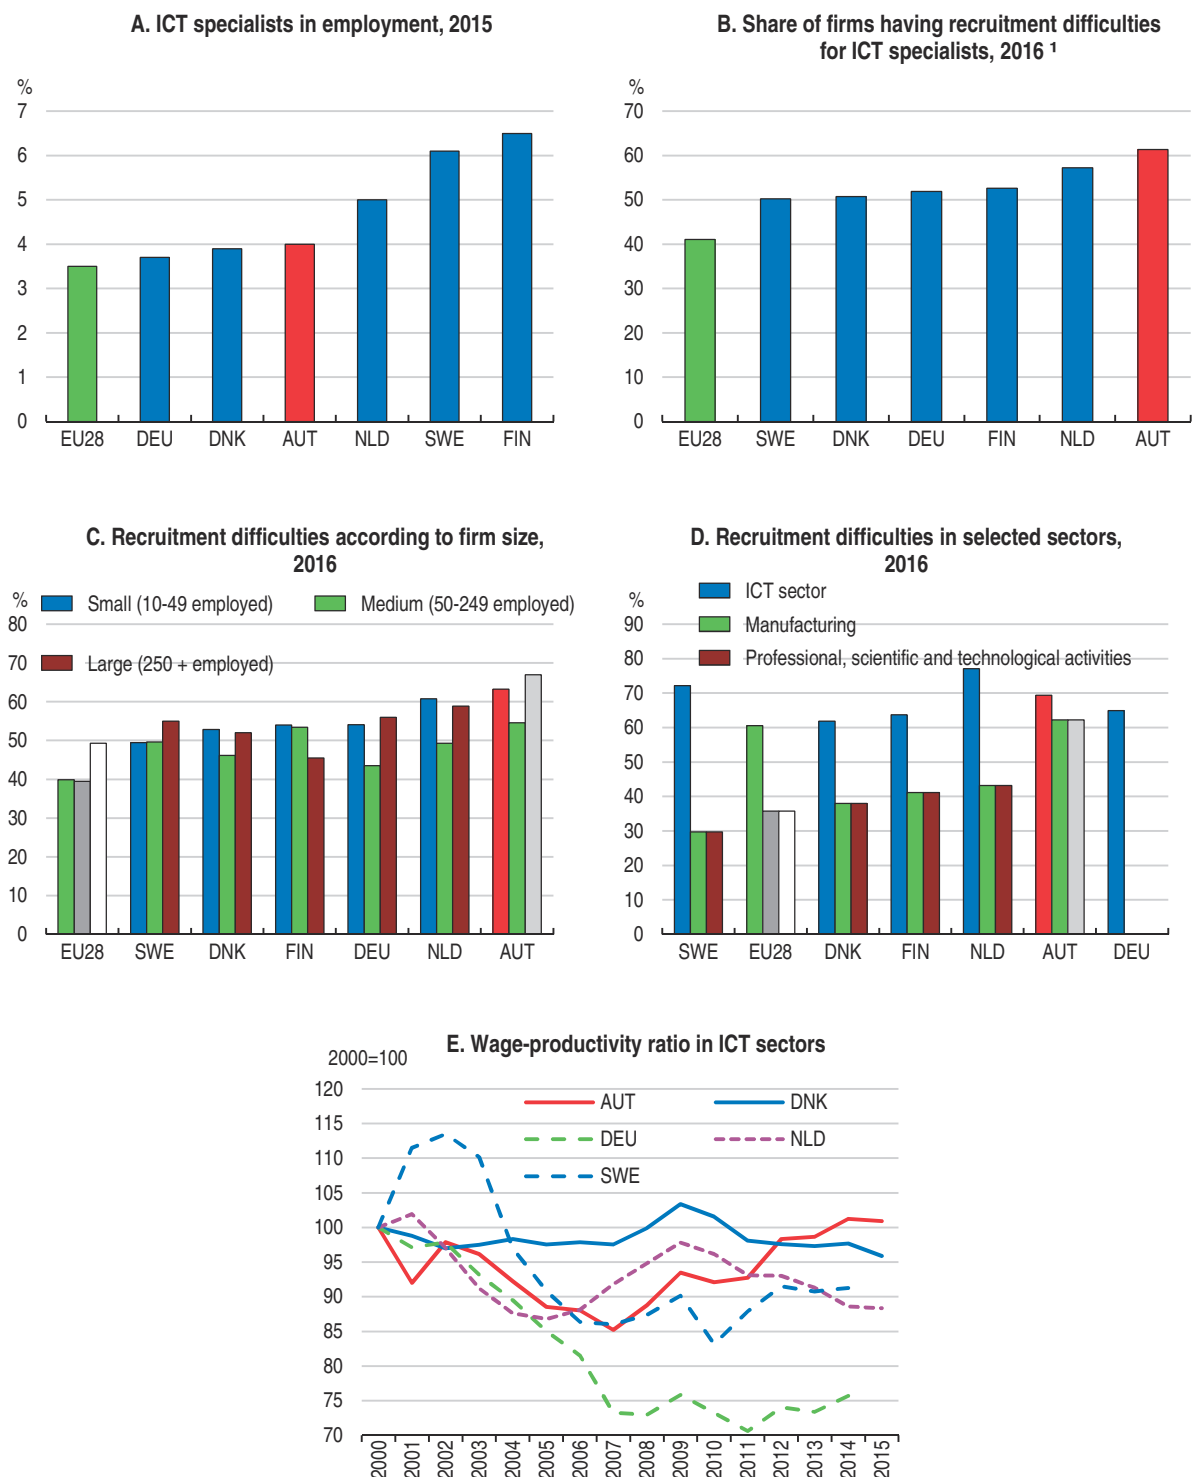 A. ICT specialists in employment, 2015
%
7
6
5
4
3
2
1
0
EU28 DEU DNK AUT NLD SWE FIN
B. Share of firms having recruitment difficulties
for ICT specialists, 2016 ¹
%
70
60
50
40
30
20
10
0
EU28 SWE DNK DEU FIN NLD AUT
C. Recruitment difficulties according to firm size,
2016
%
Small (10-49 employed) Medium (50-249 employed)
Large (250 + employed)
80
70
60
50
40
30
20
10
0
EU28 SWE DNK FIN DEU NLD AUT
D. Recruitment difficulties in selected sectors,
2016
%
ICT sector
Manufacturing
Professional, scientific and technological activities
90
80
70
60
50
40
30
20
10
0
SWE EU28 DNK FIN NLD AUT DEU
E. Wage-productivity ratio in ICT sectors
2000=100
AUT DNK
DEU NLD
SWE
120
115
110
105
100
95
90
85
80
75
70
2000 2001 2002 2003 2004 2005 2006 2007 2008 2009 2010 2011 2012 2013 2014 2015